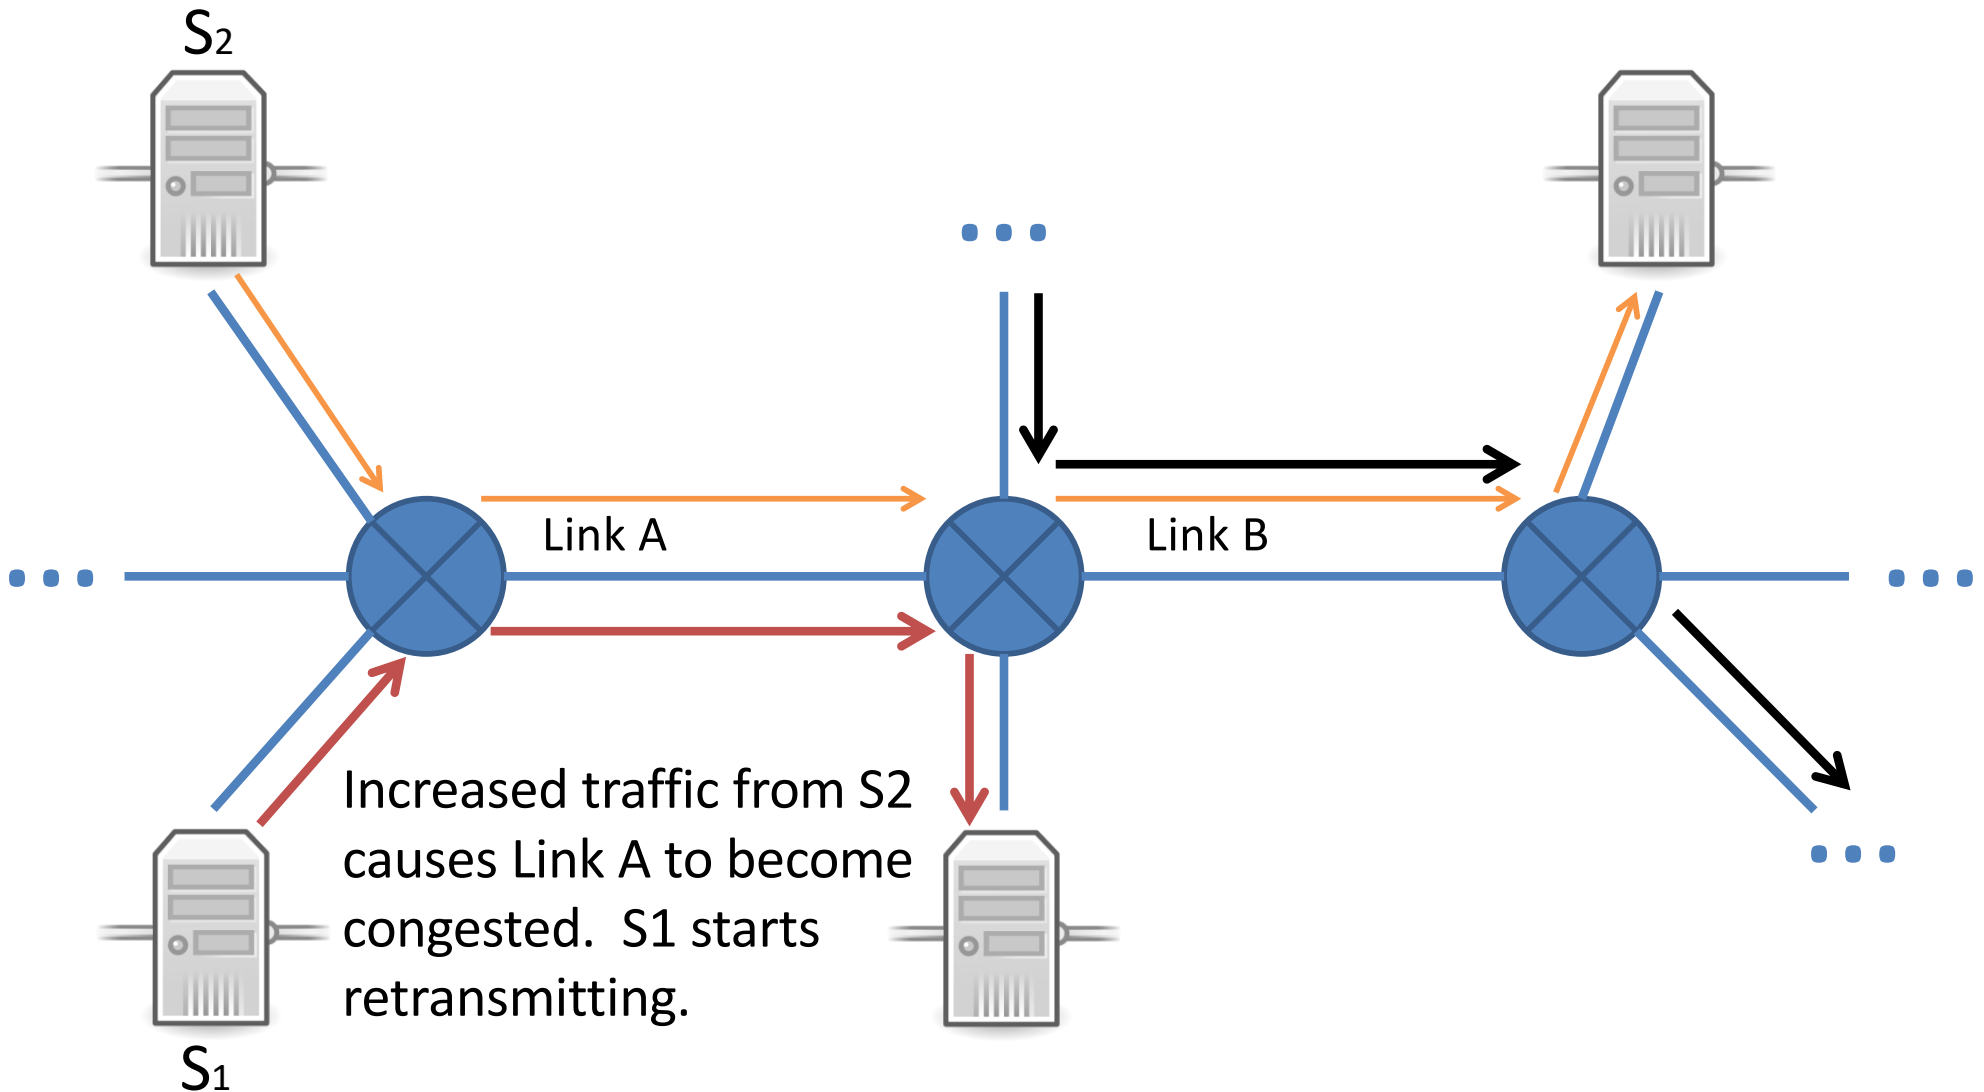 S2
Link A
Link B
Increased traffic from S2
causes Link A to become
congested.  S1 starts
retransmitting.
S1